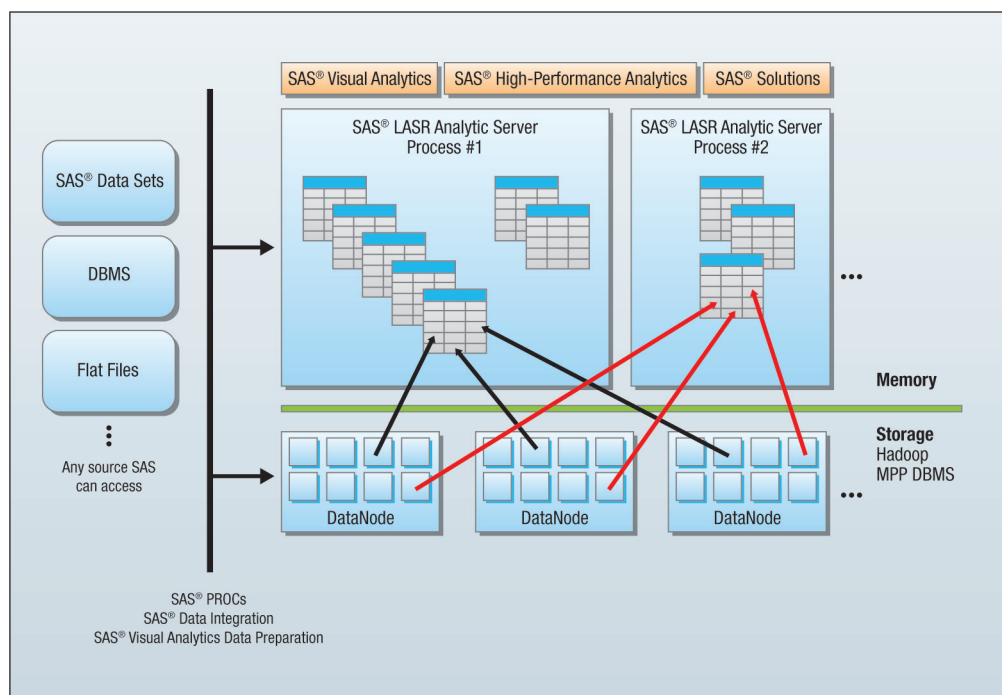 SAS® Visual Analytics
SAS® High-Performance Analytics
SAS® Solutions
SAS® LASR Analytic Server
Process #1
SAS® LASR Analytic Server
Process #2
SAS® Data Sets
DBMS
Flat Files
Any source SAS
can access
...
Memory
Storage
Hadoop
MPP DBMS
...
DataNode
DataNode
DataNode
SAS® PROCs
SAS® Data Integration
SAS® Visual Analytics Data Preparation